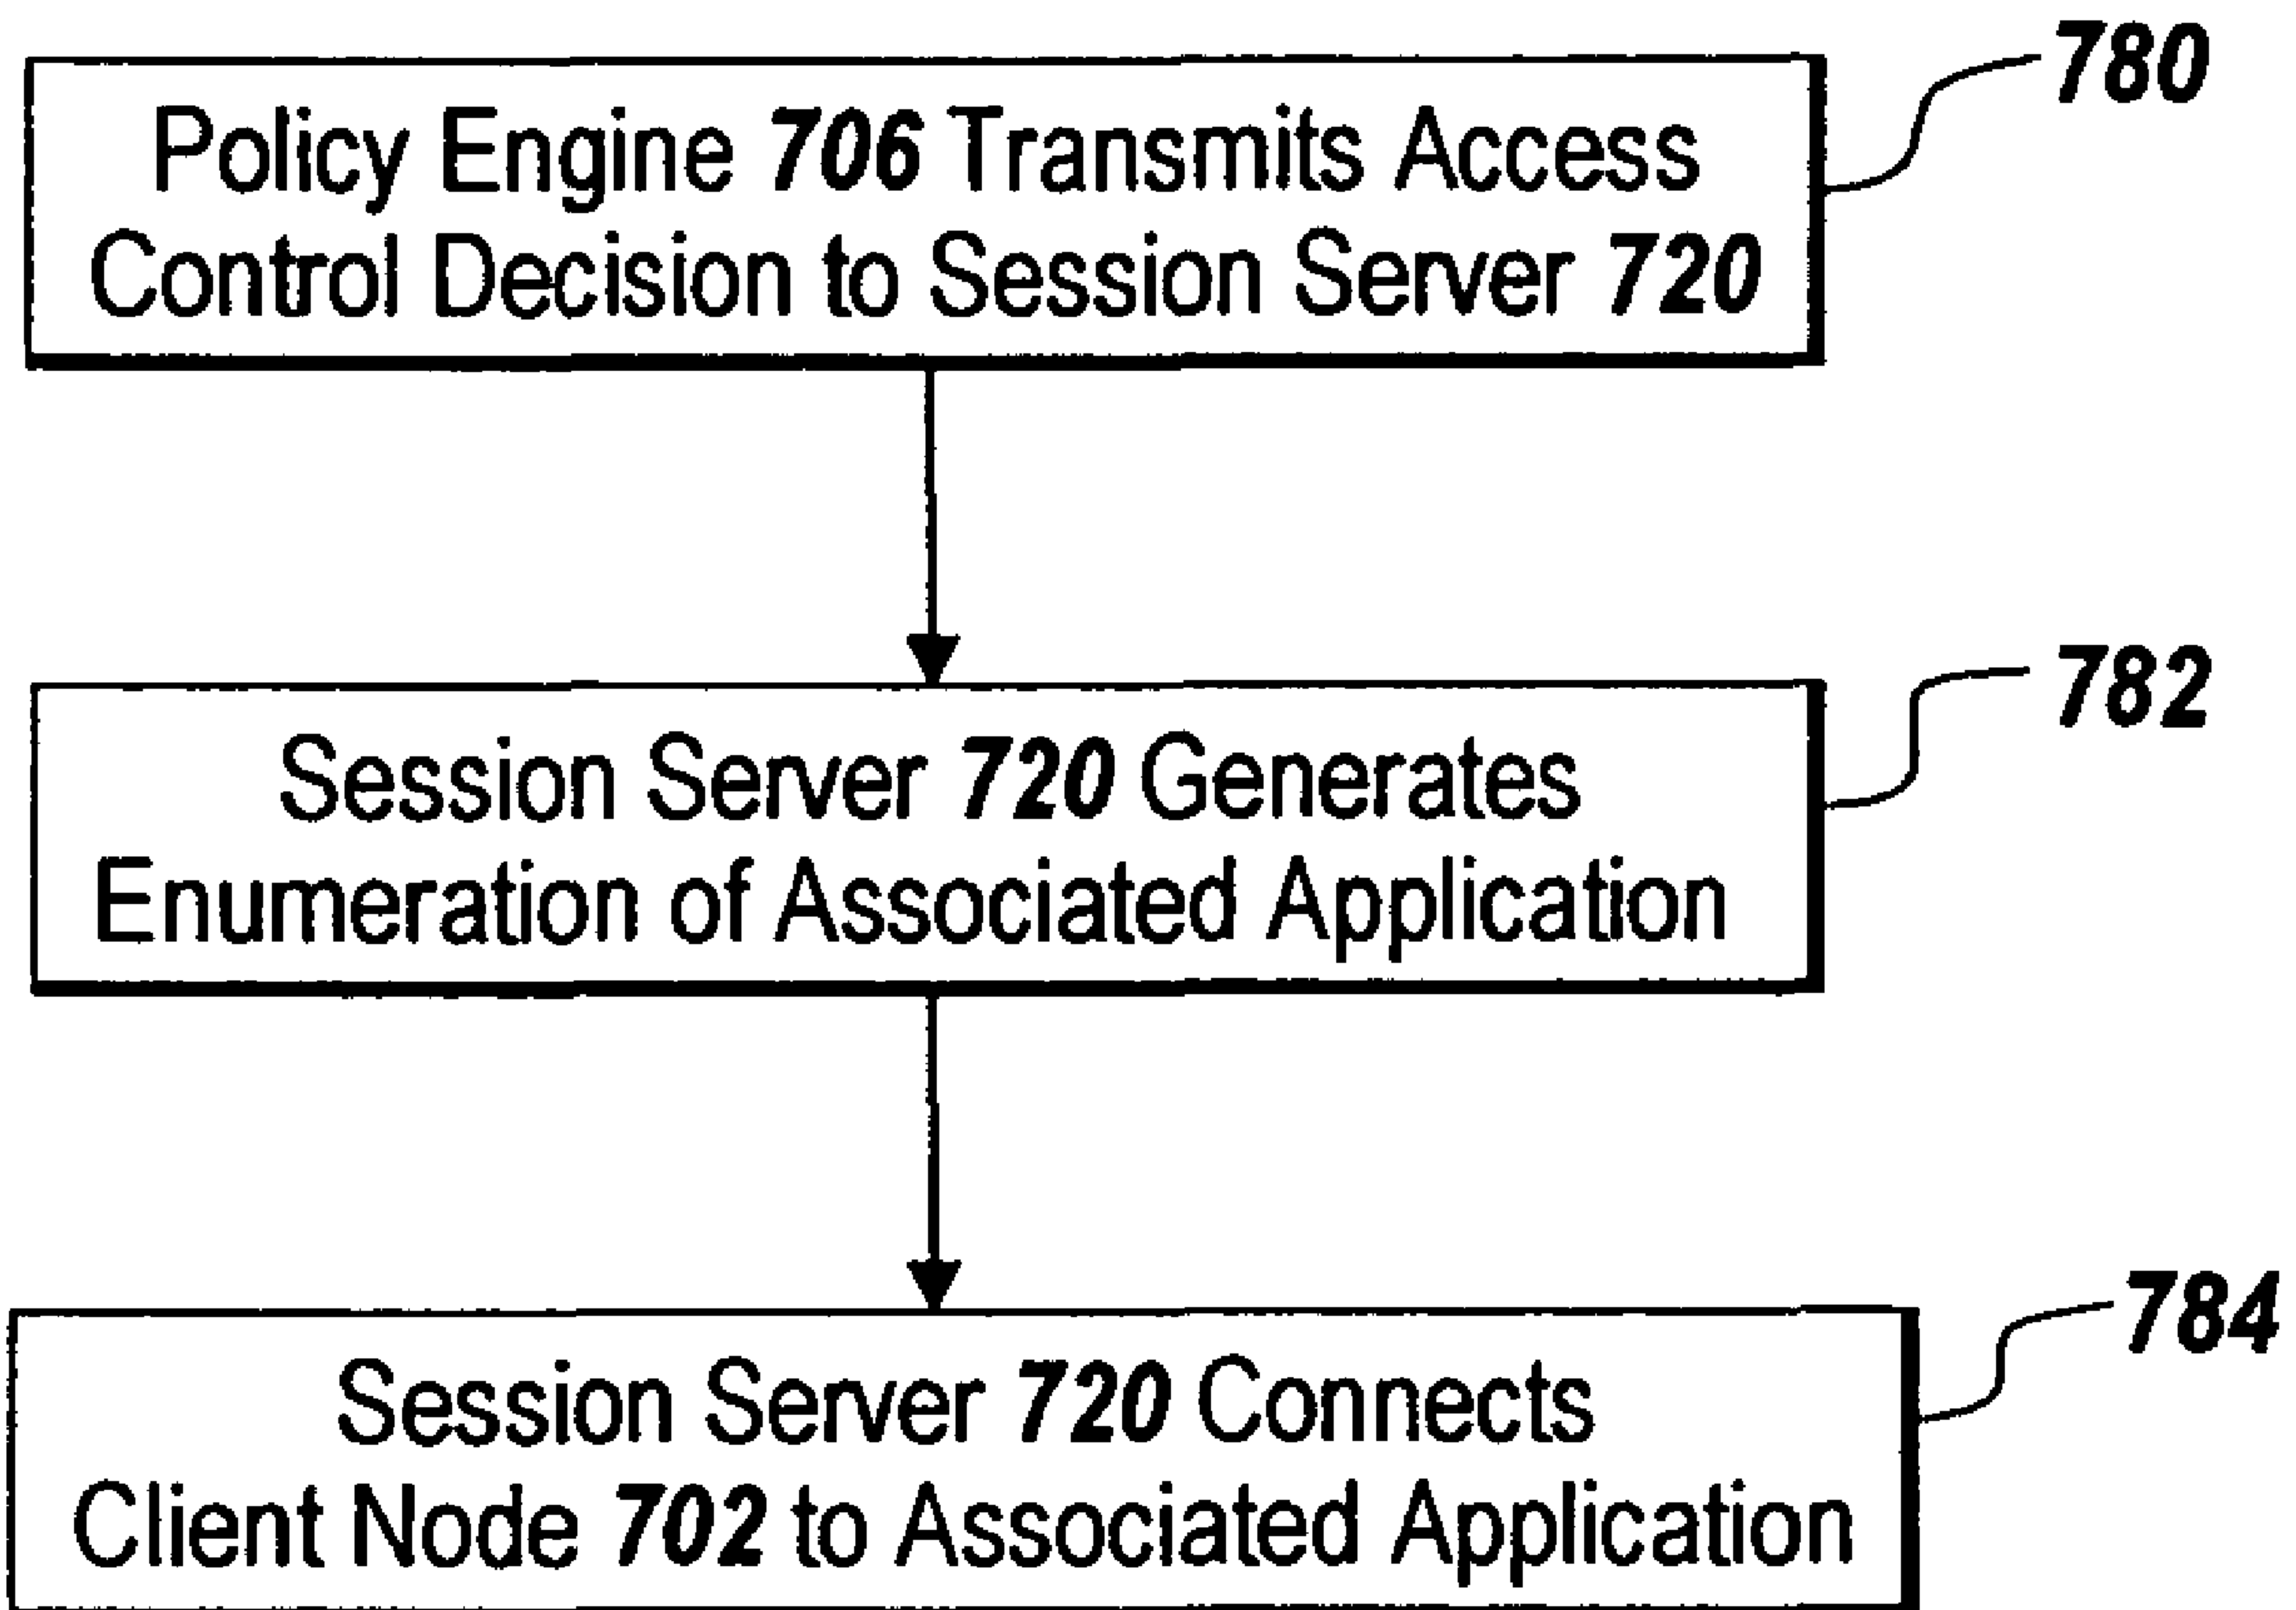 780
Policy Engine 706 Transmits Access
Control Decision to Session Server 720
782
Session Server 720 Generates
Enumeration of Associated Application
784
Session Server 720 Connects
Client Node 702 to Associated Application